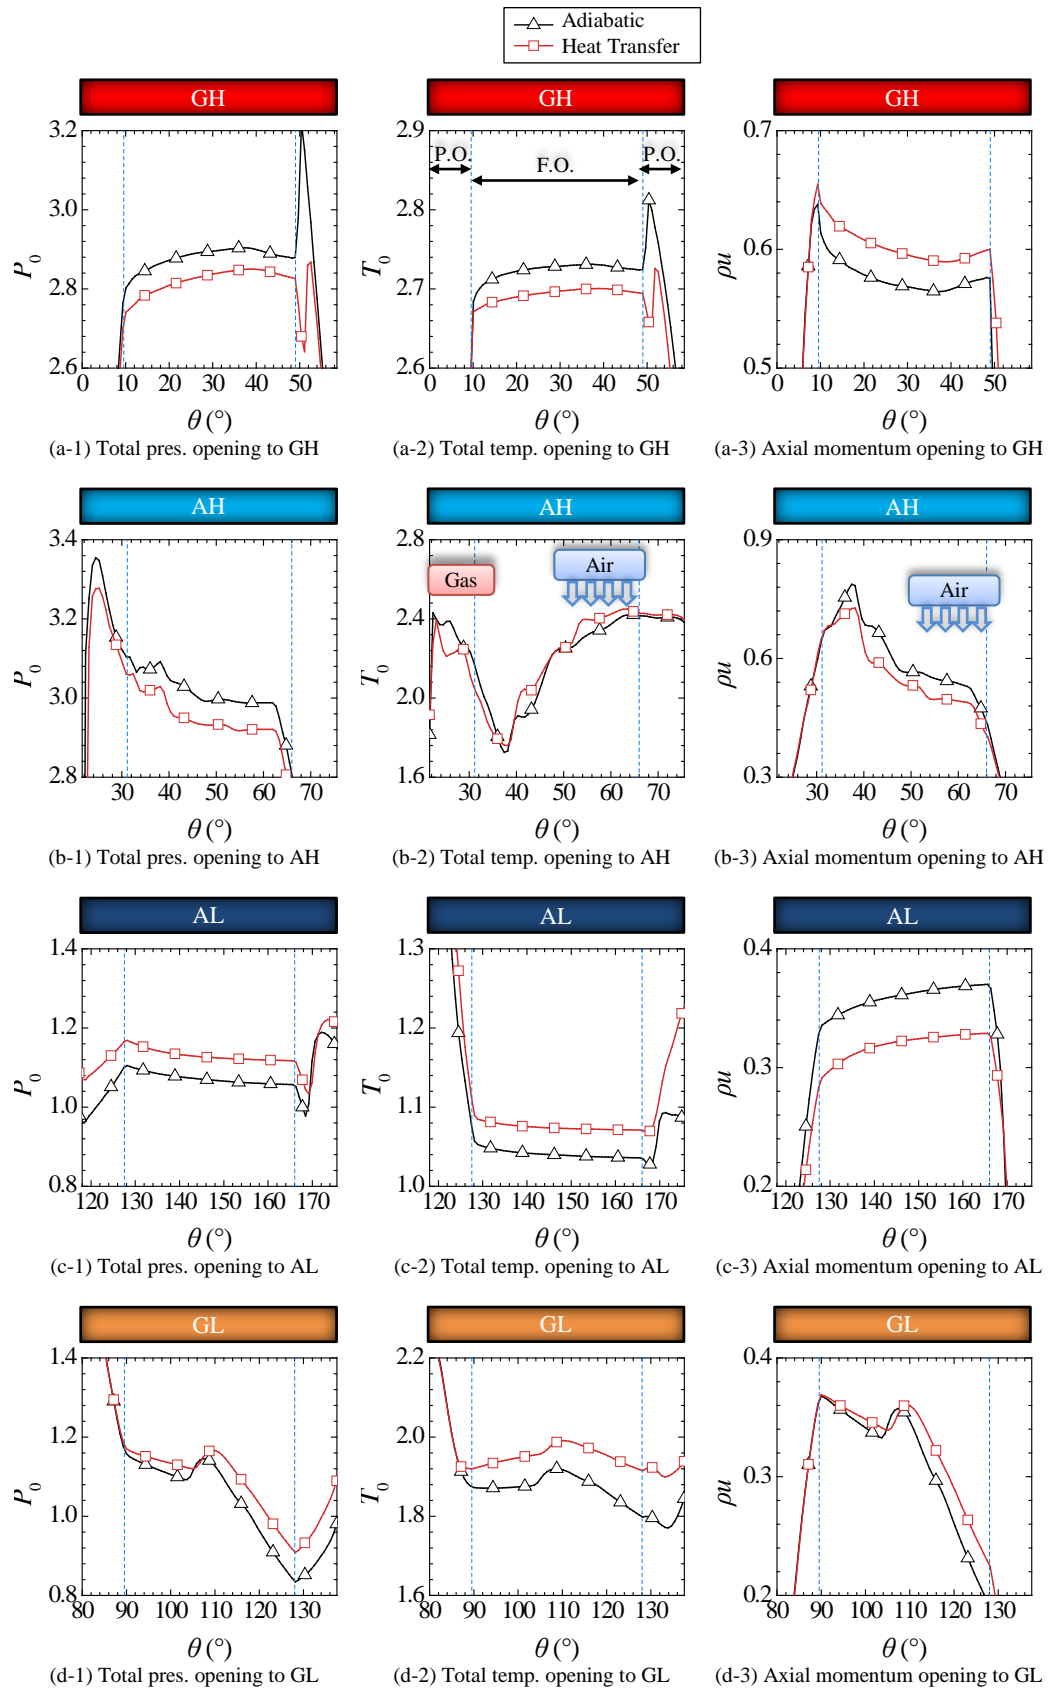 Adiabatic
Heat Transfer
GH GH GH
3.2 2.9 0.7
P.O. P.O.
F.O.
3.0 2.8 0.6
P0 T0 ρu
2.8 2.7
2.6 2.6 0.5
0 10 20 30 40 50 0 10 20 30 40 50 0 10 20 30 40 50
θ (°) θ (°) θ (°)
(a-1) Total pres. opening to GH (a-2) Total temp. opening to GH (a-3) Axial momentum opening to GH
AH AH AH
3.4 2.8 0.9
Gas Air Air
3.2 2.4
P0 T0 ρu 0.6
3.0 2.0
2.8 1.6 0.3
30 40 50 60 70 30 40 50 60 70 30 40 50 60 70
θ (°) θ (°) θ (°)
(b-1) Total pres. opening to AH (b-2) Total temp. opening to AH (b-3) Axial momentum opening to AH
AL AL AL
1.4 1.3 0.4
1.2 1.2 0.3
P0 T0 ρu
1.0 1.1
0.8 1.0 0.2
120 130 140 150 160 170 120 130 140 150 160 170 120 130 140 150 160 170
θ (°) θ (°) θ (°)
(c-1) Total pres. opening to AL (c-2) Total temp. opening to AL (c-3) Axial momentum opening to AL
GL GL GL
1.4 2.2 0.4
1.2 2.0 0.3
P0 T0 ρu
1.0 1.8
0.8 1.6 0.2
80 90 100 110 120 130 80 90 100 110 120 130 80 90 100 110 120 130
θ (°) θ (°) θ (°)
(d-1) Total pres. opening to GL (d-2) Total temp. opening to GL (d-3) Axial momentum opening to GL